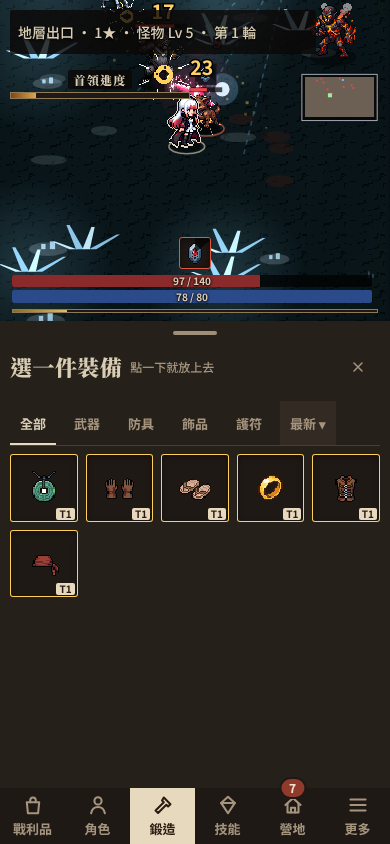 17
地層出口 • 1★ • 怪物 Lv 5 • 第 1 輪
23
首領進度
97 / 140
78 / 80
選一件裝備 點一下就放上去 ×
全部 武器 防具 飾品 護符 最新 ▾
T1 T1 T1 T1 T1
T1
7
戰利品 角色 鍛造 技能 營地 更多